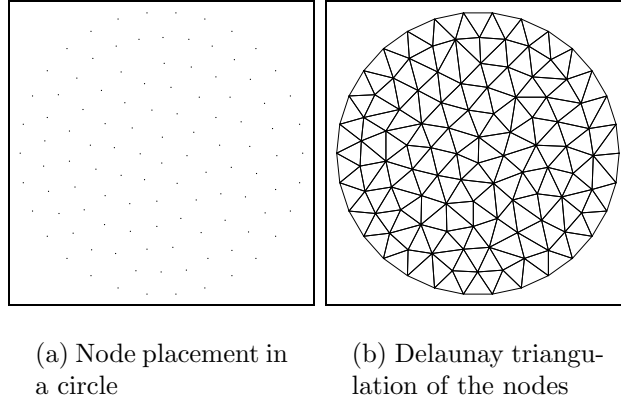 (a) Node placement in
a circle
(b) Delaunay triangu-
lation of the nodes